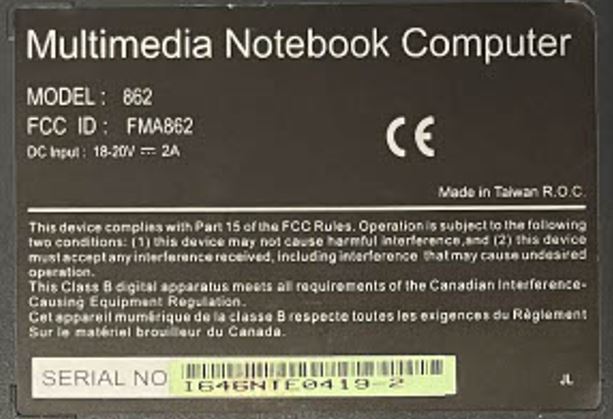 Multimedia Notebook Computer
MODEL : 862
FCC ID : FMA862
DC Input : 18-20V ⎓ 2A
CE
Made in Taiwan R.O.C.
This device complies with Part 15 of the FCC Rules. Operation is subject to the following
two conditions: (1) this device may not cause harmful interference,and (2) this device
must accept any interference received, including interference that may cause undesired
operation.
This Class B digital apparatus meets all requirements of the Canadian Interference-
Causing Equipment Regulation.
Cet appareil mumérique de la classe B respecte toutes les exigences du Règlement
Sur le matériel brouilleur du Canada.
SERIAL NO I646NTE0419-2
JL